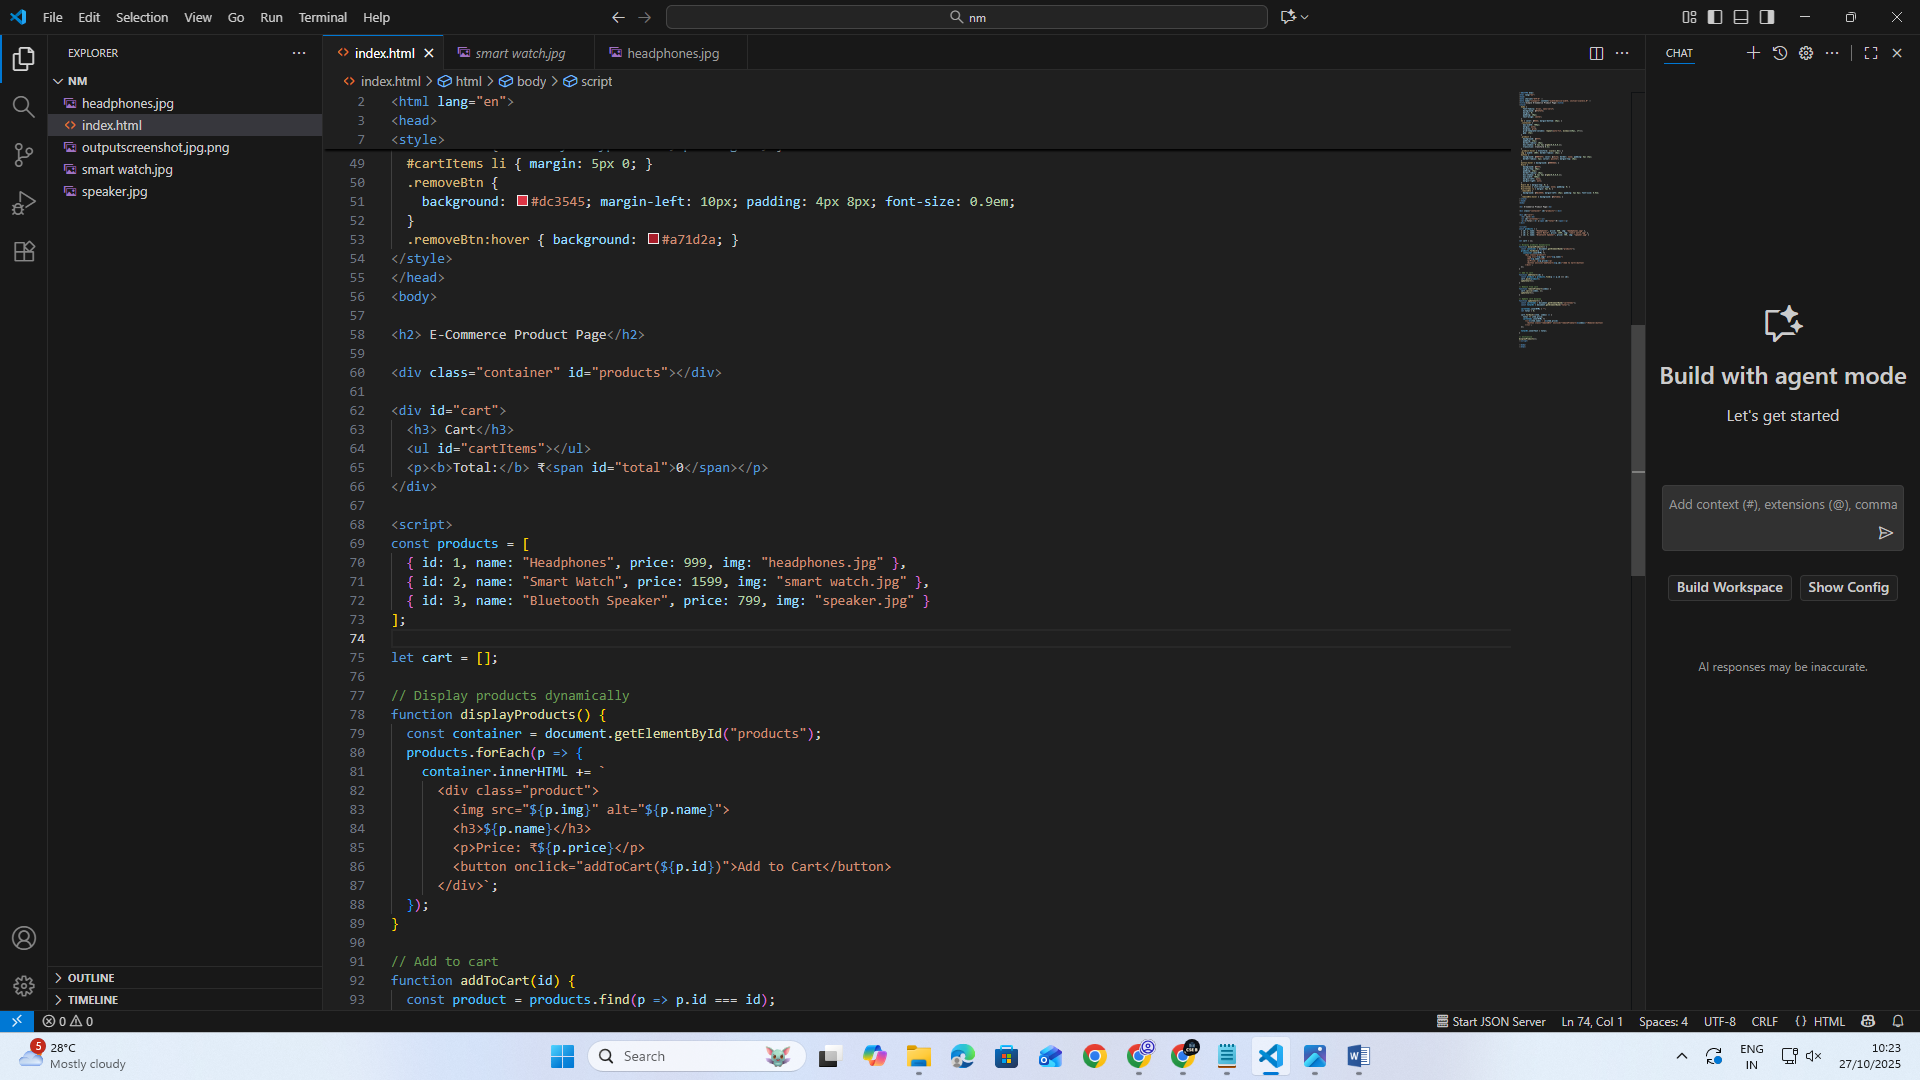 File Edit Selection View Go Run Terminal Help
nm
EXPLORER
NM
headphones.jpg
index.html
outputscreenshot.jpg.png
smart watch.jpg
speaker.jpg
OUTLINE
TIMELINE
index.html
smart watch.jpg
headphones.jpg
index.html > html > body > script
2 <html lang="en">
3 <head>
7 <style>
49 #cartItems li { margin: 5px 0; }
50 .removeBtn {
51 background: #dc3545; margin-left: 10px; padding: 4px 8px; font-size: 0.9em;
52 }
53 .removeBtn:hover { background: #a71d2a; }
54 </style>
55 </head>
56 <body>
57
58 <h2> E-Commerce Product Page</h2>
59
60 <div class="container" id="products"></div>
61
62 <div id="cart">
63 <h3> Cart</h3>
64 <ul id="cartItems"></ul>
65 <p><b>Total:</b> ₹<span id="total">0</span></p>
66 </div>
67
68 <script>
69 const products = [
70 { id: 1, name: "Headphones", price: 999, img: "headphones.jpg" },
71 { id: 2, name: "Smart Watch", price: 1599, img: "smart watch.jpg" },
72 { id: 3, name: "Bluetooth Speaker", price: 799, img: "speaker.jpg" }
73 ];
74
75 let cart = [];
76
77 // Display products dynamically
78 function displayProducts() {
79 const container = document.getElementById("products");
80 products.forEach(p => {
81 container.innerHTML += `
82 <div class="product">
83 <img src="${p.img}" alt="${p.name}">
84 <h3>${p.name}</h3>
85 <p>Price: ₹${p.price}</p>
86 <button onclick="addToCart(${p.id})">Add to Cart</button>
87 </div>`;
88 });
89 }
90
91 // Add to cart
92 function addToCart(id) {
93 const product = products.find(p => p.id === id);
CHAT
Build with agent mode
Let's get started
Add context (#), extensions (@), comma
Build Workspace
Show Config
AI responses may be inaccurate.
0 0
Start JSON Server
Ln 74, Col 1
Spaces: 4
UTF-8
CRLF
{} HTML
5
28°C
Mostly cloudy
Search
ENG
IN
10:23
27/10/2025